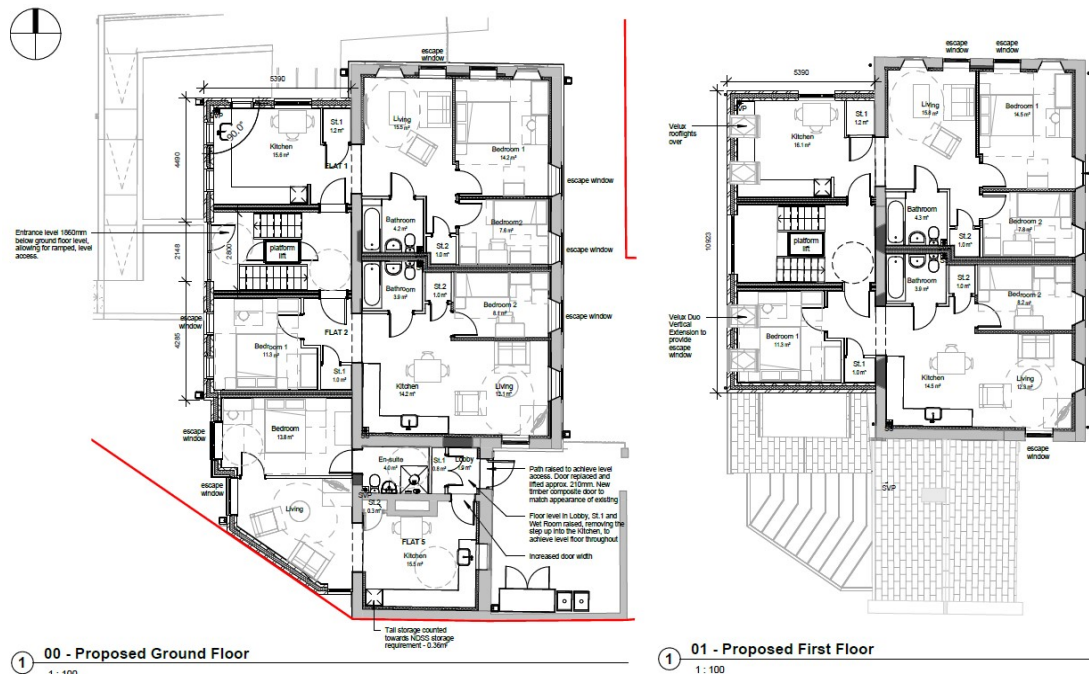 escape
window
5390
SVP
90.0°
St.1
1.2 m²
Kitchen
15.6 m²
FLAT 1
Living
15.5 m²
Bedroom 1
14.2 m²
4490
escape window
Entrance level 1860mm
below ground floor level,
allowing for ramped, level
access.
2148
2800
platform
lift
Bathroom
4.2 m²
St.2
1.0 m²
Bedroom2
7.8 m²
escape window
Bathroom
3.9 m²
St.2
1.0 m²
Bedroom 2
escape
window
4285
FLAT 2
Bedroom 1
11.3 m²
St.1
1.0 m²
Kitchen
14.2 m²
Living
escape window
escape
window
Bedroom
13.8 m²
En-suite
4.0 m²
St.1
0.8 m²
Lobby
1.9 m²
escape
window
Living
SVP
St.2
0.3 m²
FLAT 5
Kitchen
15.5 m²
Path raised to achieve level
access. Door replaced and
lifted approx. 210mm. New
timber composite door to
match appearance of existing
Floor level in Lobby, St.1 and
Wet Room raised, removing the
step up into the Kitchen, to
achieve level floor throughout
Increased door width
Tall storage counted
towards NDSS storage
requirement - 0.36m²
1
00 - Proposed Ground Floor
1 : 100
escape
window
escape
window
5390
SVP
Velux
rooflights
over
St.1
1.2 m²
Kitchen
16.1 m²
Living
Bedroom 1
14.6 m²
10923
platform
lift
Bathroom
4.3 m²
St.2
1.0 m²
Bedroom 2
7.8 m²
Bathroom
3.9 m²
St.2
1.0 m²
Bedroom 2
8.2 m²
Velux Duo
Vertical
Extension to
provide
escape
window
Bedroom 1
11.3 m²
St.1
1.0 m²
Kitchen
14.5 m²
Living
escape
window
SVP
1
01 - Proposed First Floor
1 : 100